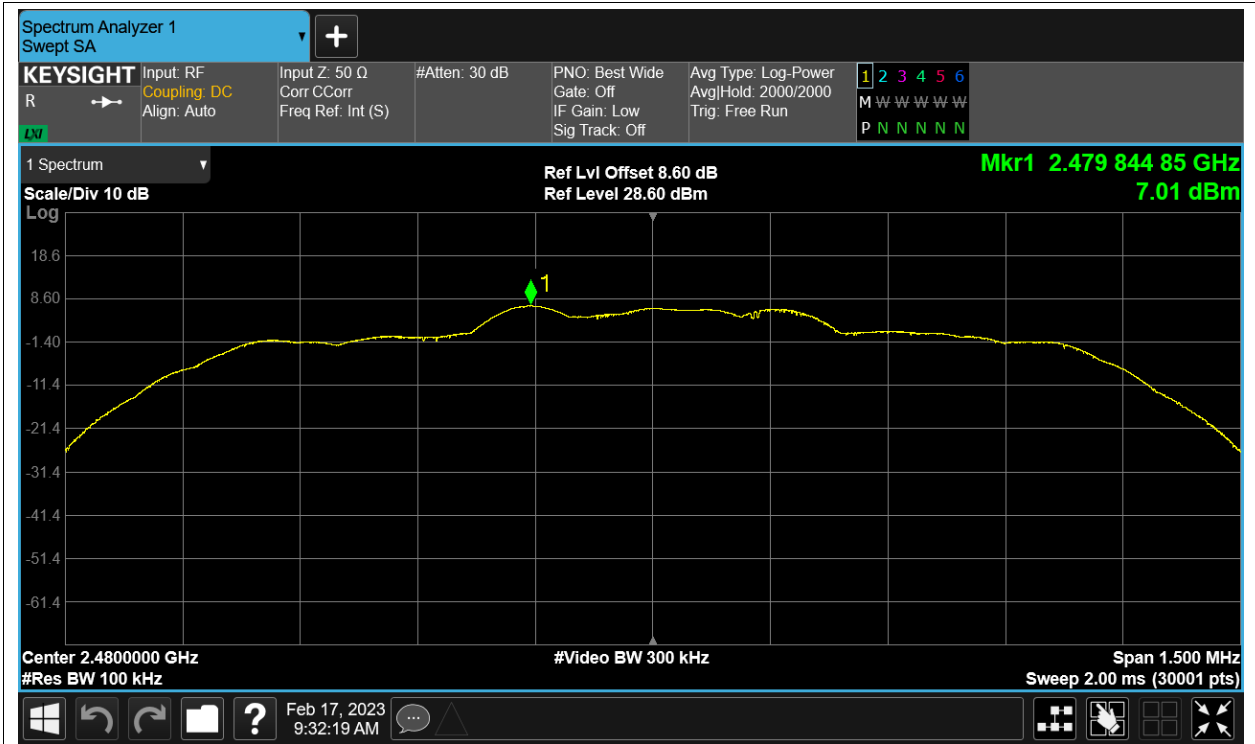 Spectrum Analyzer 1
Swept SA
KEYSIGHT
R
LXI
Input: RF
Coupling: DC
Align: Auto
Input Z: 50 Ω
Corr CCorr
Freq Ref: Int (S)
#Atten: 30 dB
PNO: Best Wide
Gate: Off
IF Gain: Low
Sig Track: Off
Avg Type: Log-Power
Avg|Hold: 2000/2000
Trig: Free Run
1 2 3 4 5 6
M W W W W W
P N N N N N
1 Spectrum
Scale/Div 10 dB
Log
Ref Lvl Offset 8.60 dB
Ref Level 28.60 dBm
Mkr1 2.479 844 85 GHz
7.01 dBm
18.6
1
8.60
-1.40
-11.4
-21.4
-31.4
-41.4
-51.4
-61.4
Center 2.4800000 GHz
#Res BW 100 kHz
#Video BW 300 kHz
Span 1.500 MHz
Sweep 2.00 ms (30001 pts)
?
Feb 17, 2023
9:32:19 AM